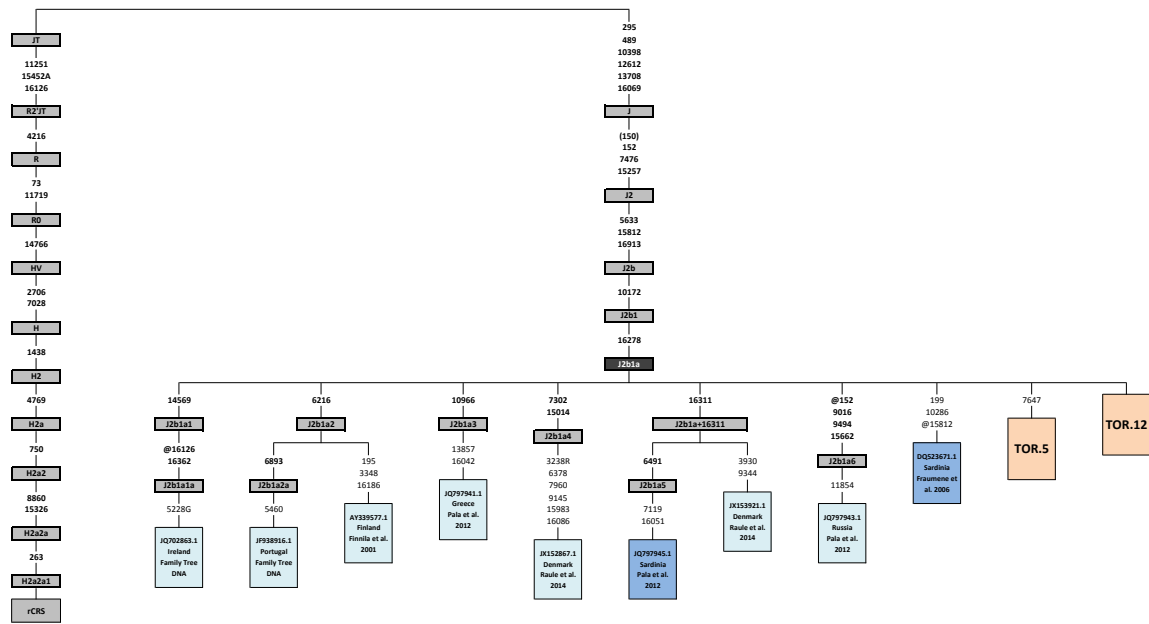 JT
11251
15452A
16126
R2'JT
4216
R
73
11719
R0
14766
HV
2706
7028
H
1438
H2
4769
H2a
750
H2a2
8860
15326
H2a2a
263
H2a2a1
rCRS
295
489
10398
12612
13708
16069
J
(150)
152
7476
15257
J2
5633
15812
16913
J2b
10172
J2b1
16278
J2b1a
14569
J2b1a1
@16126
16362
J2b1a1a
5228G
JQ702863.1
Ireland
Family Tree
DNA
6216
J2b1a2
6893
J2b1a2a
5460
JF938916.1
Portugal
Family Tree
DNA
195
3348
16186
AY339577.1
Finland
Finnila et al.
2001
10966
J2b1a3
13857
16042
JQ797941.1
Greece
Pala et al.
2012
7302
15014
J2b1a4
3238R
6378
7960
9145
15983
16086
JX152867.1
Denmark
Raule et al.
2014
16311
J2b1a+16311
6491
J2b1a5
7119
16051
JQ797945.1
Sardinia
Pala et al.
2012
3930
9344
JX153921.1
Denmark
Raule et al.
2014
@152
9016
9494
15662
J2b1a6
11854
JQ797943.1
Russia
Pala et al.
2012
199
10286
@15812
DQ523671.1
Sardinia
Fraumene et
al. 2006
7647
TOR.5
TOR.12